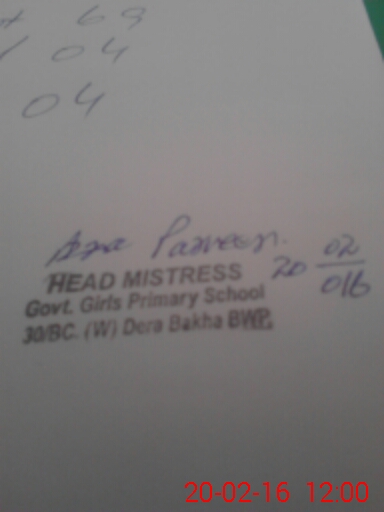 69
04
04
Parveen.
20 02/016
HEAD MISTRESS
Govt. Girls Primary School
30/BC. (W) Dera Bakha BWP.
20-02-16 12:00